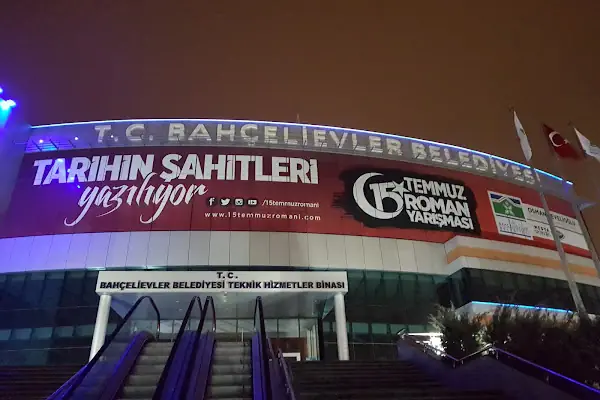 T.C. BAHÇELİEVLER BELEDİYESİ
TARİHİN ŞAHİTLERİ
yazılıyor
/15temmuzromani
www.15temmuzromani.com
15 TEMMUZ
ROMAN
YARIŞMASI
T.C.
BAHÇELİEVLER BELEDİYESİ TEKNİK HİZMETLER BİNASI